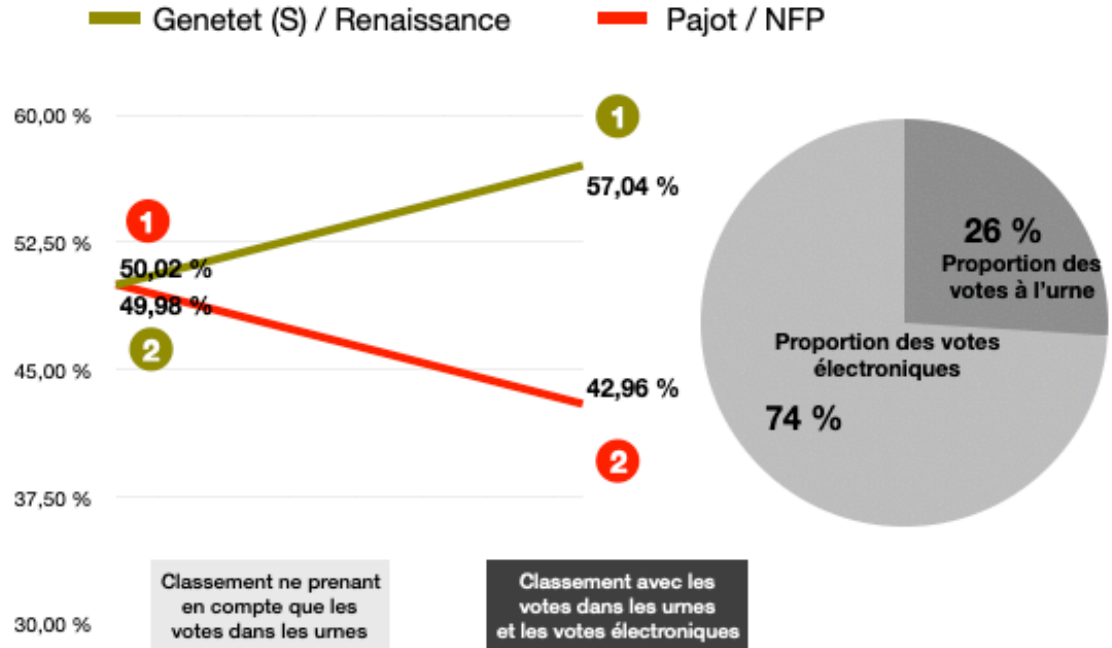 Genetet (S) / Renaissance
Pajot / NFP
60,00 %
52,50 %
45,00 %
37,50 %
30,00 %
1
50,02 %
49,98 %
2
1
57,04 %
42,96 %
2
26 %
Proportion des
votes à l'urne
Proportion des votes
électroniques
74 %
Classement ne prenant
en compte que les
votes dans les urnes
Classement avec les
votes dans les urnes
et les votes électroniques